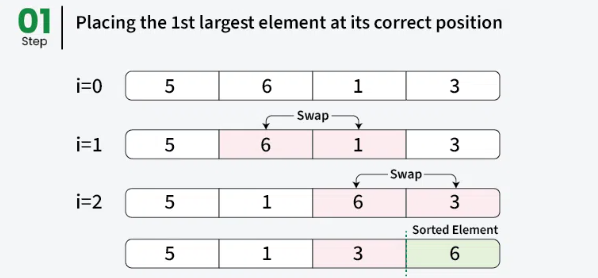 01
Step
Placing the 1st largest element at its correct position
i=0 5 6 1 3
Swap
i=1 5 6 1 3
Swap
i=2 5 1 6 3
Sorted Element
5 1 3 6